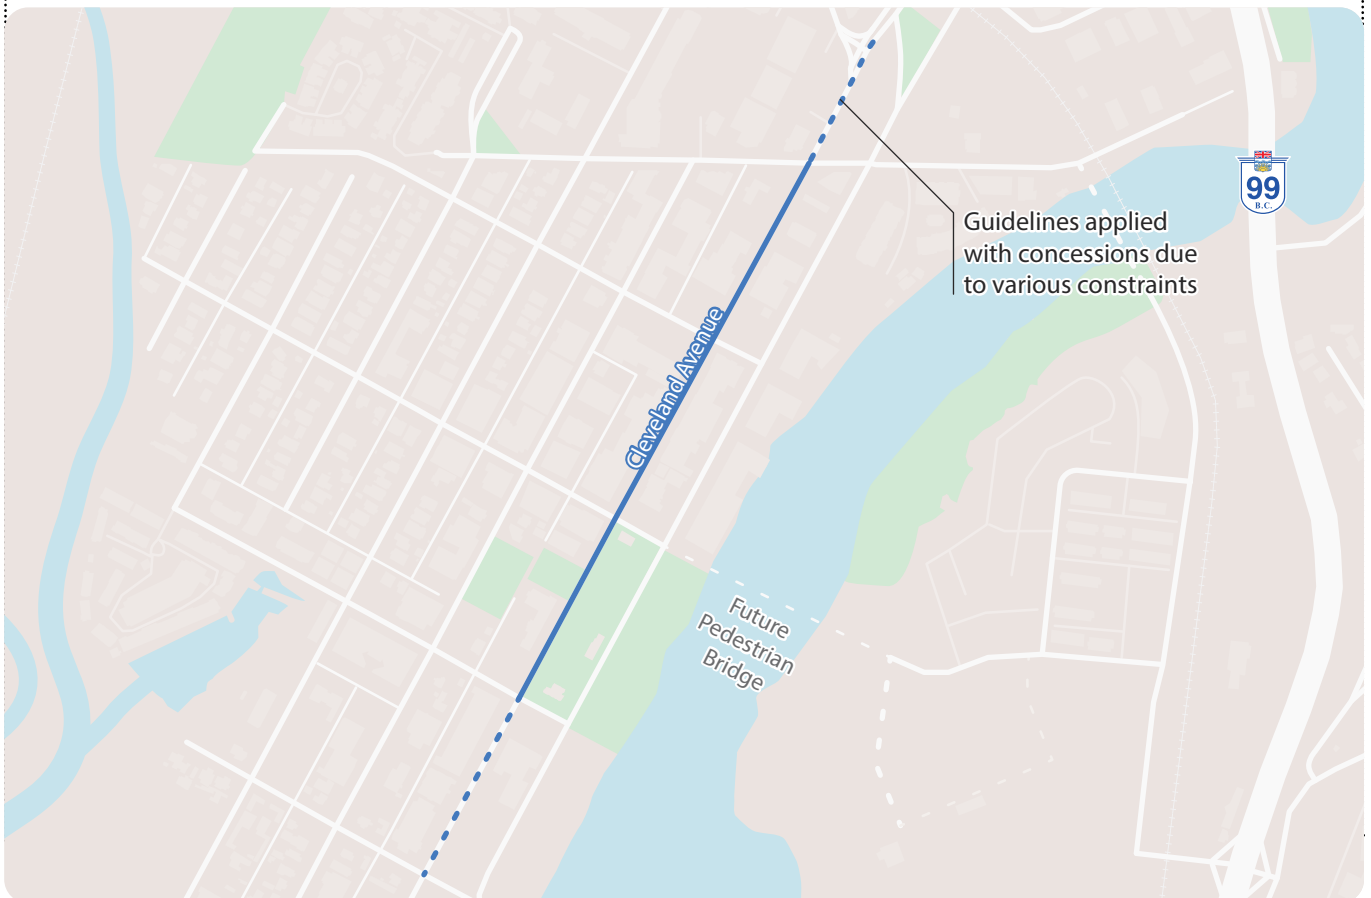 99
B.C.
Guidelines applied
with concessions due
to various constraints
Cleveland Avenue
Future
Pedestrian
Bridge